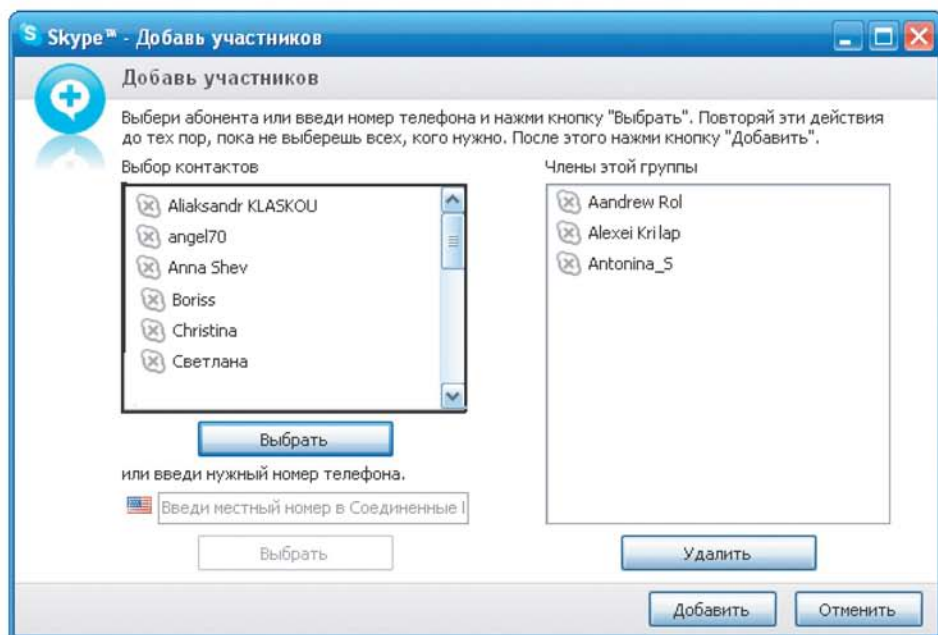 Skype™ - Добавь участников
Добавь участников
Выбери абонента или введи номер телефона и нажми кнопку "Выбрать". Повторяй эти действия
до тех пор, пока не выберешь всех, кого нужно. После этого нажми кнопку "Добавить".
Выбор контактов
Aliaksandr KLASKOU
angel70
Anna Shev
Boriss
Christina
Светлана
Выбрать
или введи нужный номер телефона.
Введи местный номер в Соединенные
Выбрать
Члены этой группы
Aandrew Rol
Alexei Krilap
Antonina_S
Удалить
Добавить
Отменить